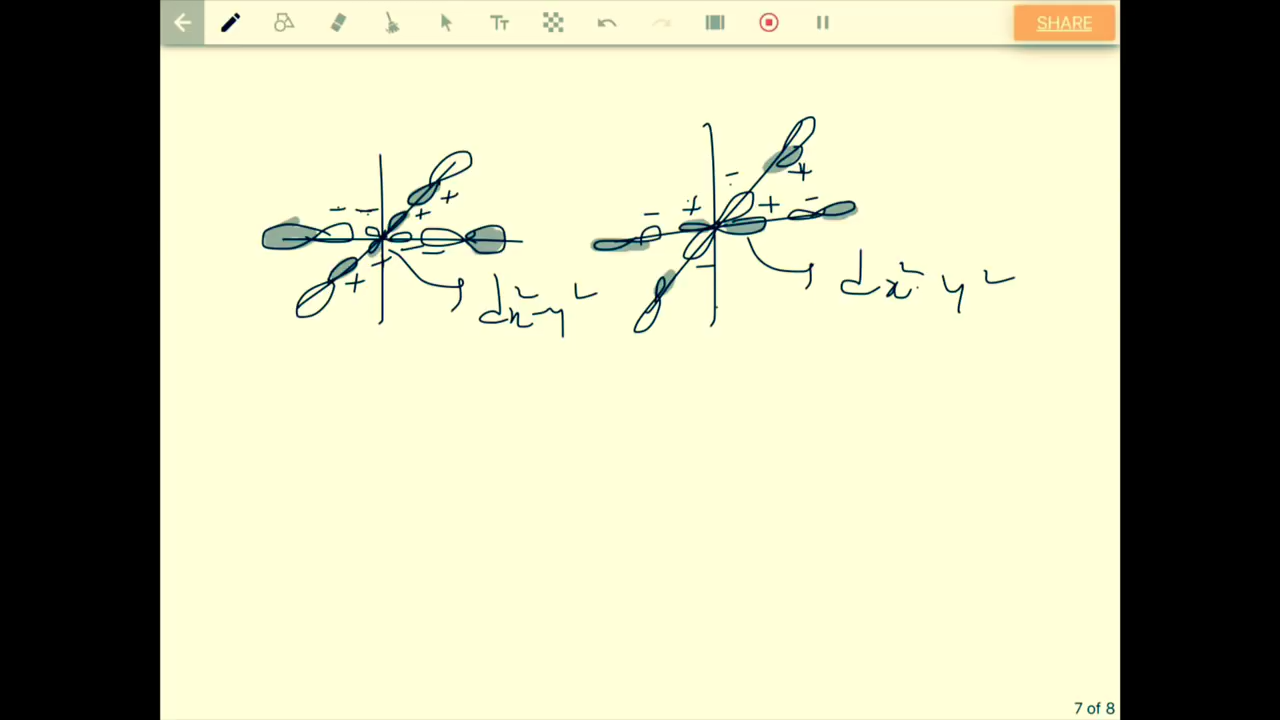 SHARE
- - + +
+ - - -
dx²-y²
- + - + + -
-
dx²-y²
7 of 8